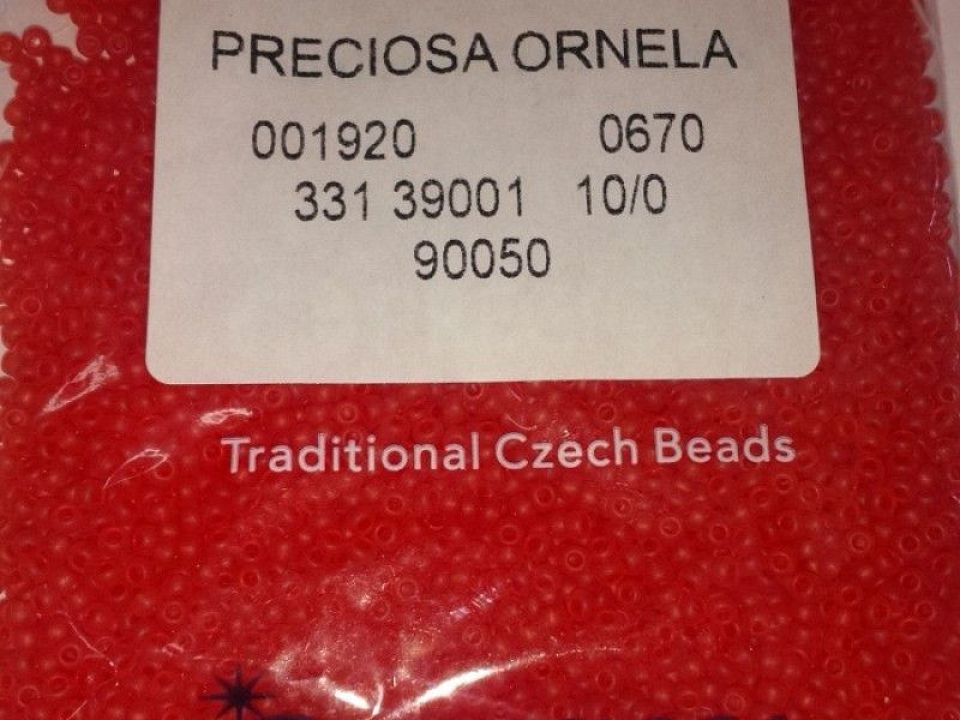 PRECIOSA ORNELA
001920 0670
331 39001 10/0
90050
Traditional Czech Beads